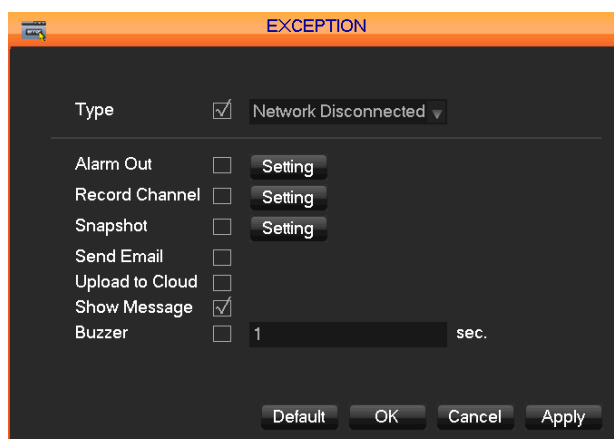 error
EXCEPTION
Type Network Disconnected
Alarm Out Setting
Record Channel Setting
Snapshot Setting
Send Email
Upload to Cloud
Show Message
Buzzer 1 sec.
Default OK Cancel Apply